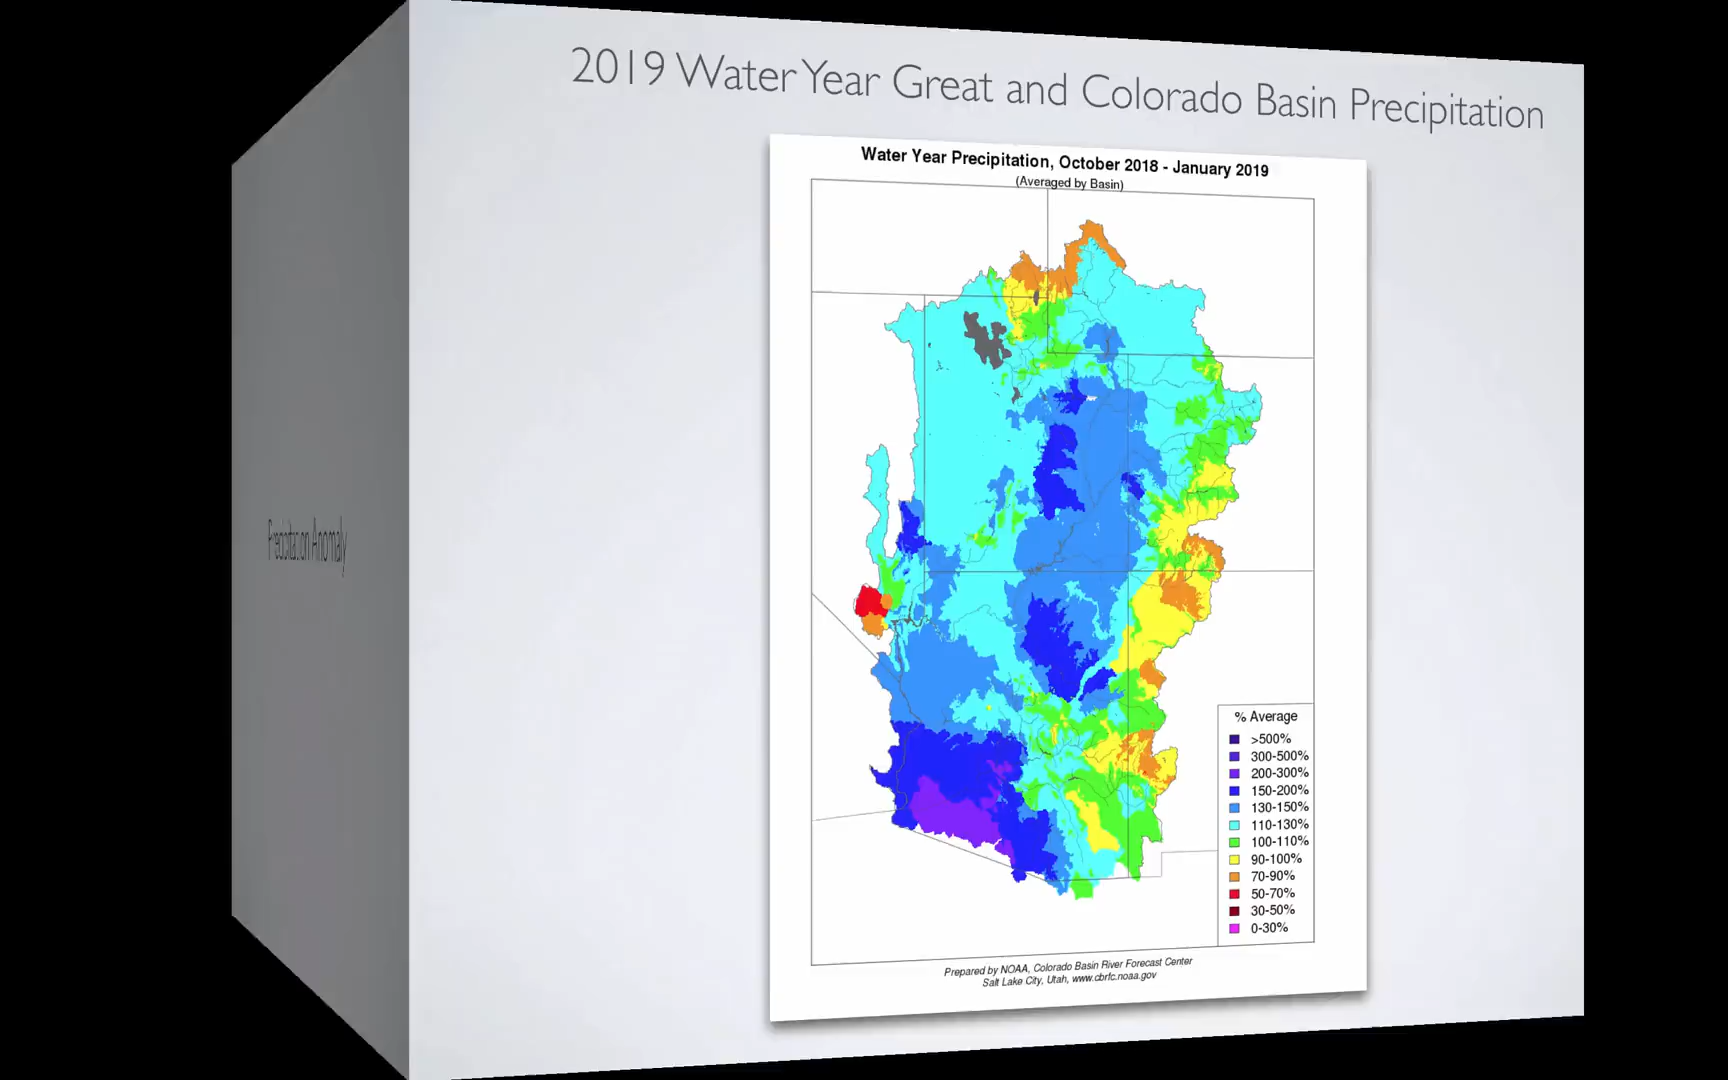 2019 Water Year Great and Colorado Basin Precipitation
Water Year Precipitation, October 2018 - January 2019
(Averaged by Basin)
Precipitation Anomaly
% Average
>500%
300-500%
200-300%
150-200%
130-150%
110-130%
100-110%
90-100%
70-90%
50-70%
30-50%
0-30%
Prepared by NOAA, Colorado Basin River Forecast Center
Salt Lake City, Utah, www.cbrfc.noaa.gov